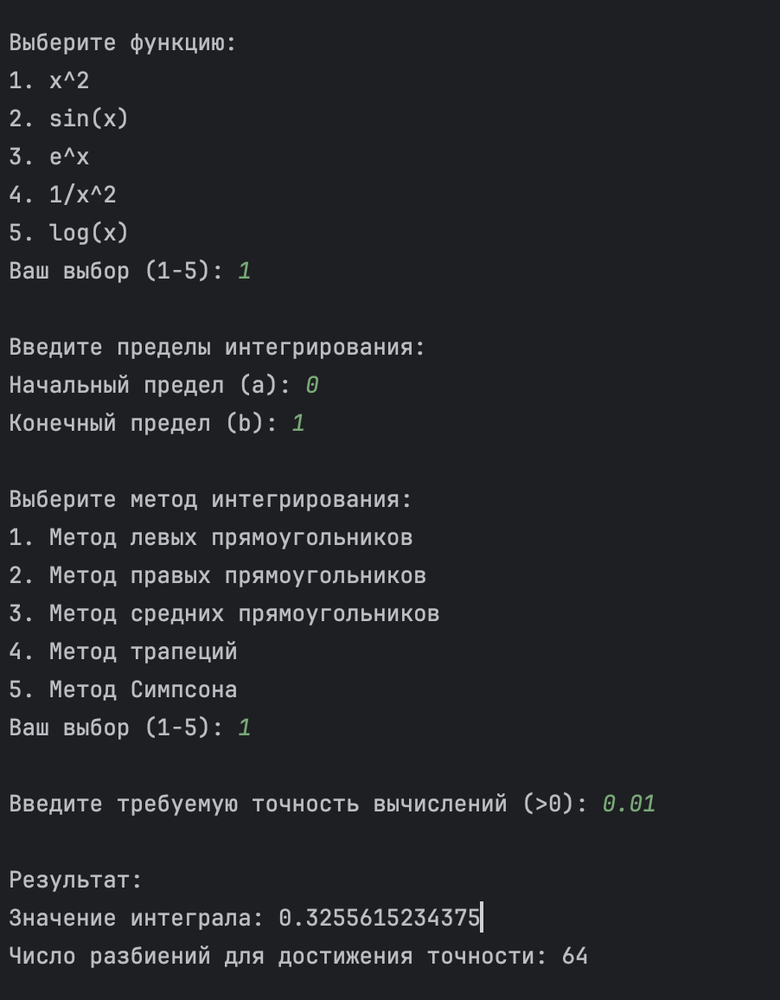 Выберите функцию:
1. x^2
2. sin(x)
3. e^x
4. 1/x^2
5. log(x)
Ваш выбор (1-5): 1
Введите пределы интегрирования:
Начальный предел (a): 0
Конечный предел (b): 1
Выберите метод интегрирования:
1. Метод левых прямоугольников
2. Метод правых прямоугольников
3. Метод средних прямоугольников
4. Метод трапеций
5. Метод Симпсона
Ваш выбор (1-5): 1
Введите требуемую точность вычислений (>0): 0.01
Результат:
Значение интеграла: 0.3255615234375
Число разбиений для достижения точности: 64